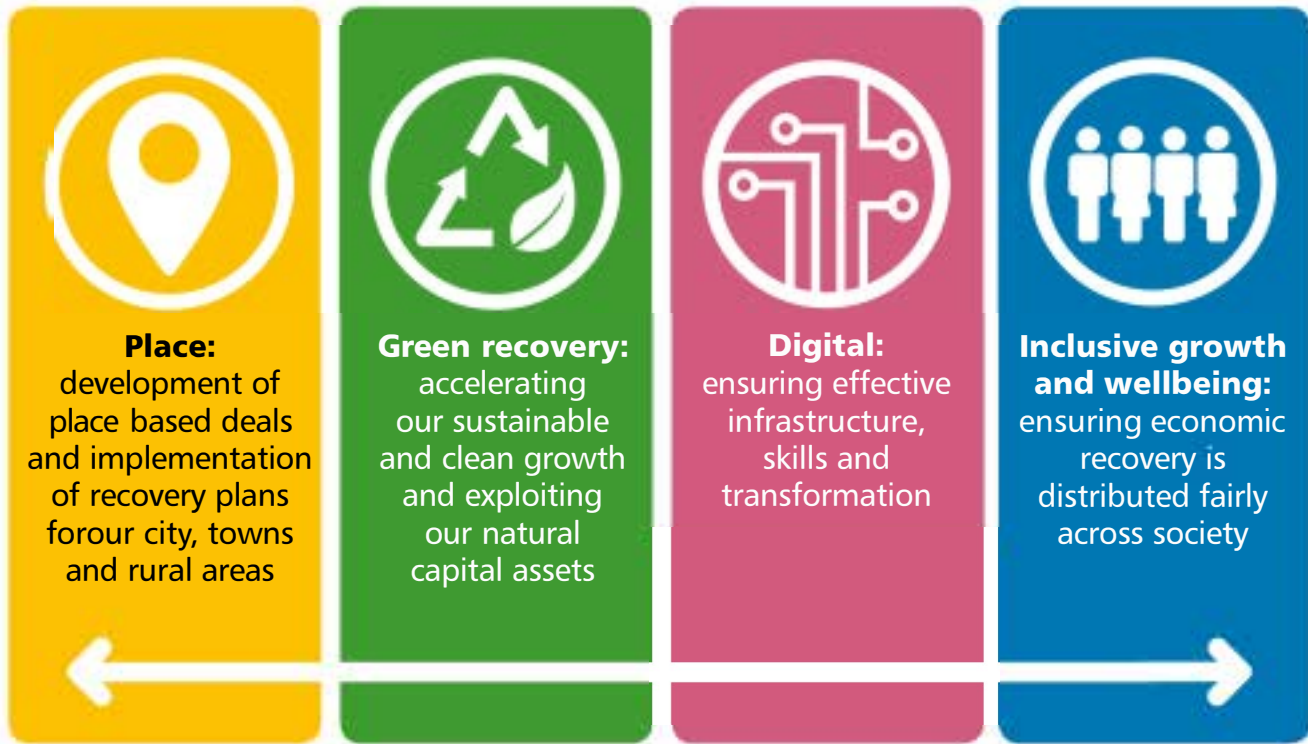 Place:
development of
place based deals
and implementation
of recovery plans
forour city, towns
and rural areas
Green recovery:
accelerating
our sustainable
and clean growth
and exploiting
our natural
capital assets
Digital:
ensuring effective
infrastructure,
skills and
transformation
Inclusive growth
and wellbeing:
ensuring economic
recovery is
distributed fairly
across society